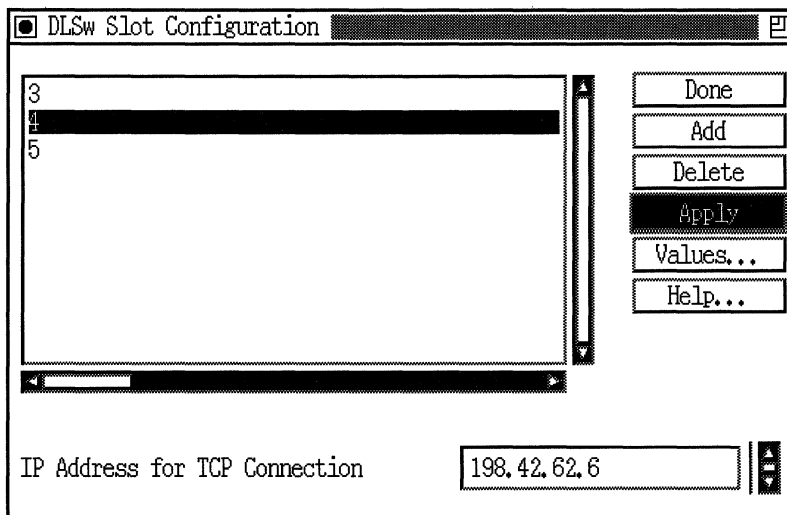 DLSw Slot Configuration
3
4
5
Done
Add
Delete
Apply
Values...
Help...
IP Address for TCP Connection
198.42.62.6